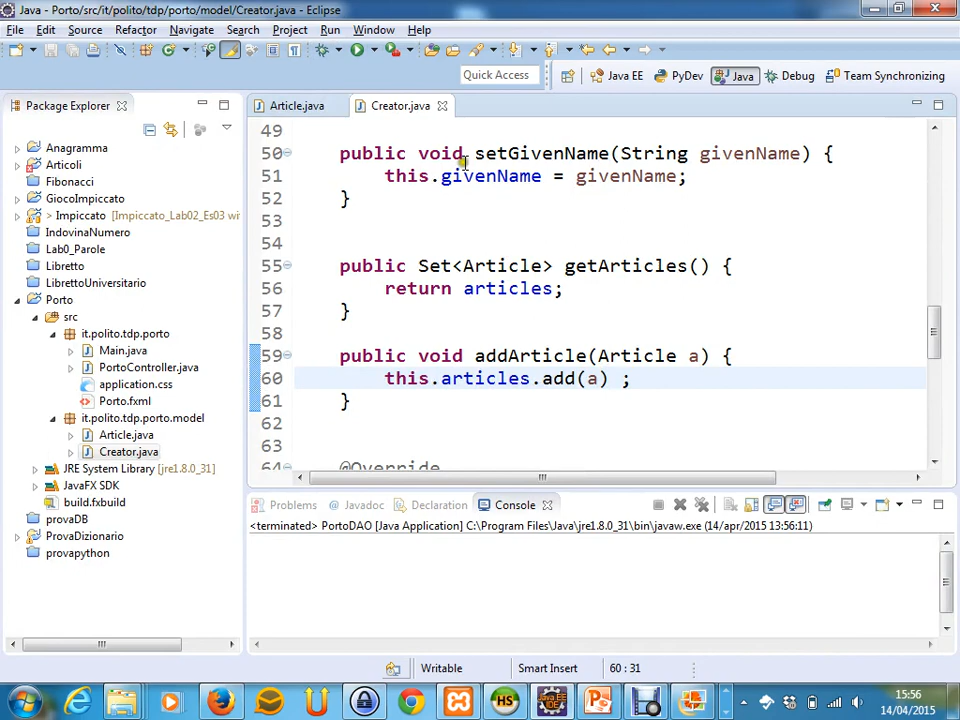 Java - Porto/src/it/polito/tdp/porto/model/Creator.java - Eclipse
File Edit Source Refactor Navigate Search Project Run Window Help
Quick Access Java EE PyDev Java Debug Team Synchronizing
Package Explorer
Anagramma
Articoli
Fibonacci
GiocoImpiccato
> Impiccato [Impiccato_Lab02_Es03 wi
IndovinaNumero
Lab0_Parole
Libretto
LibrettoUniversitario
Porto
src
it.polito.tdp.porto
Main.java
PortoController.java
application.css
Porto.fxml
it.polito.tdp.porto.model
Article.java
Creator.java
JRE System Library [jre1.8.0_31]
JavaFX SDK
build.fxbuild
provaDB
ProvaDizionario
provapython
Article.java Creator.java
49
50 public void setGivenName(String givenName) {
51 this.givenName = givenName;
52 }
53
54
55 public Set<Article> getArticles() {
56 return articles;
57 }
58
59 public void addArticle(Article a) {
60 this.articles.add(a) ;
61 }
62
63
64 @Override
Problems Javadoc Declaration Console
<terminated> PortoDAO [Java Application] C:\Program Files\Java\jre1.8.0_31\bin\javaw.exe (14/apr/2015 13:56:11)
Writable Smart Insert 60 : 31
15:56
14/04/2015